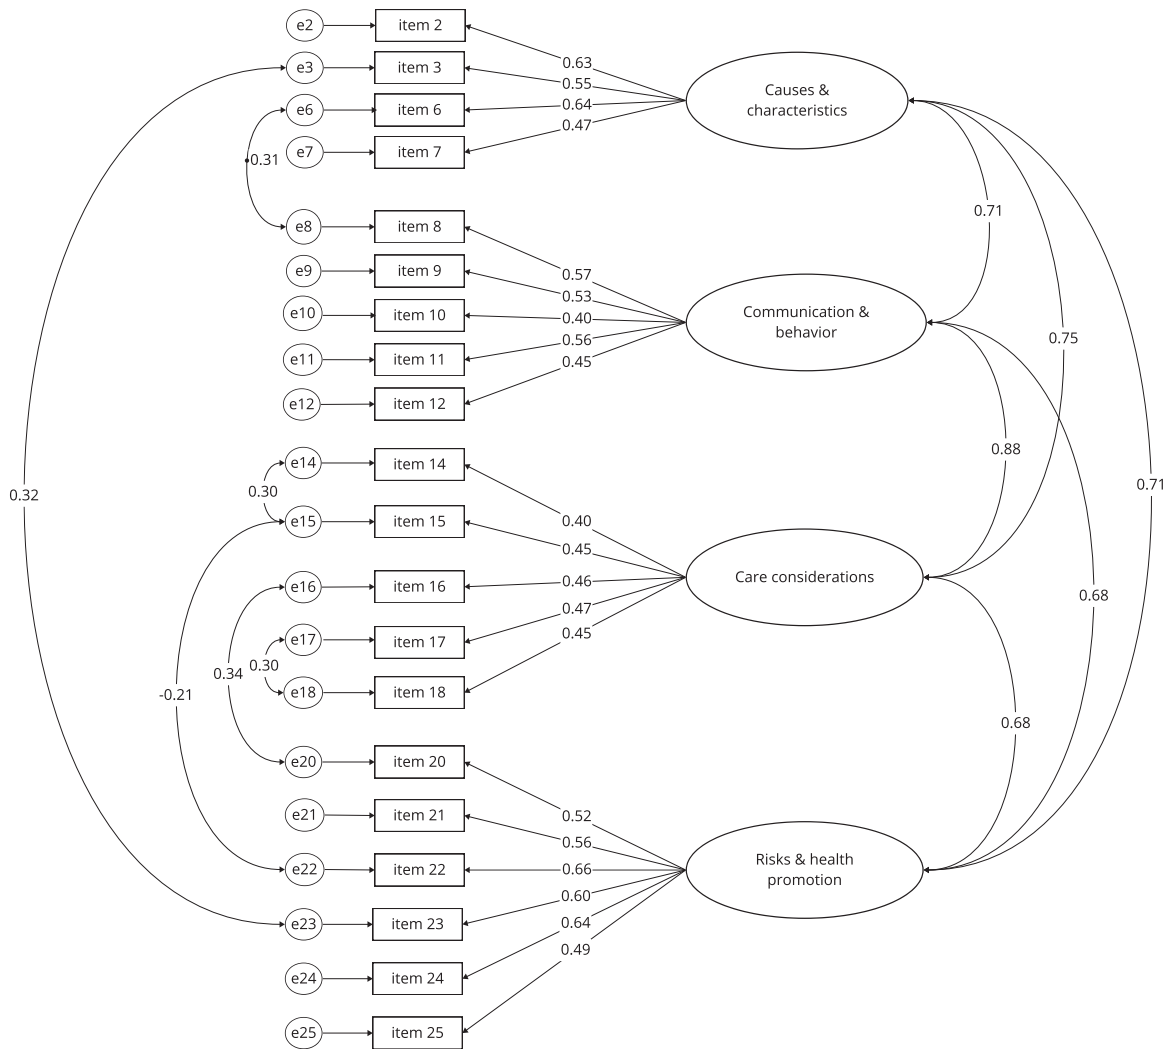 e2 item 2
0.63
e3 item 3
0.55
Causes &
characteristics
e6 item 6
0.64
e7 item 7
0.47
0.31
0.71
e8 item 8
0.57
e9 item 9
0.53
e10 item 10
0.40
Communication &
behavior
e11 item 11
0.56
e12 item 12
0.45
0.75
0.88
e14 item 14
0.30
0.32
0.71
e15 item 15
0.40
0.45
e16 item 16
0.46
Care considerations
0.47
0.68
e17 item 17
0.45
0.34
0.30
e18 item 18
-0.21
0.68
e20 item 20
0.52
e21 item 21
0.56
e22 item 22
0.66
Risks & health
promotion
0.60
e23 item 23
0.64
0.49
e24 item 24
e25 item 25